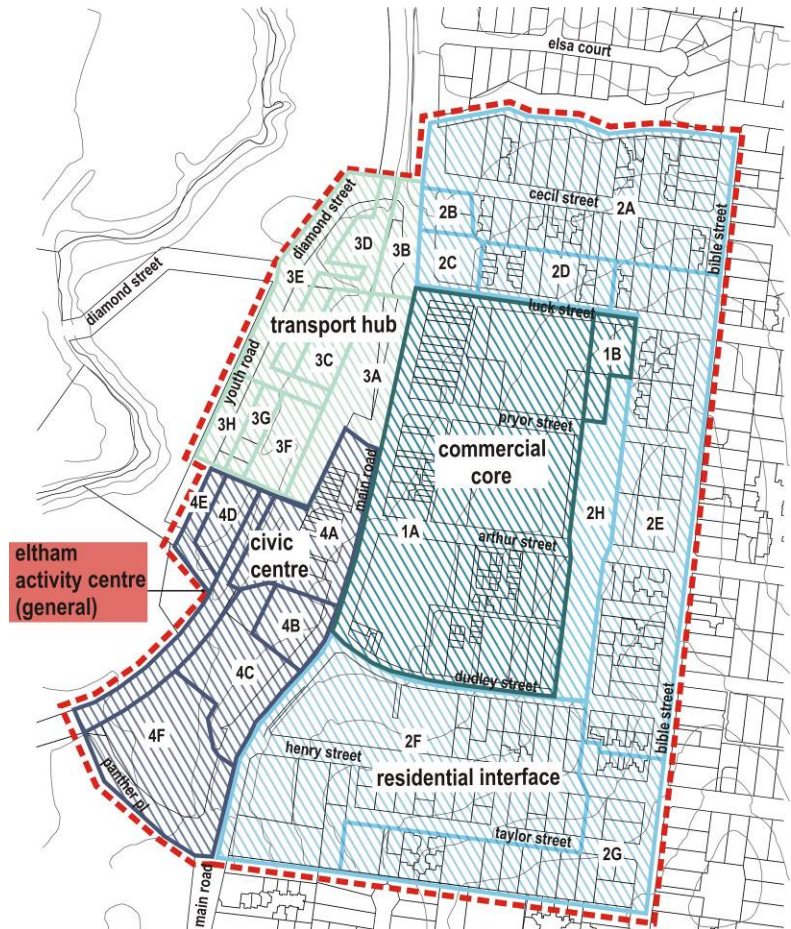 elsa court
cecil street
2A
bible street
2B
2C
2D
diamond street
3D
3B
3E
diamond street
transport hub
luck street
1B
3C
3A
youth road
3H
3G
3F
pryor street
commercial
core
main road
4E
4D
4A
civic
centre
1A
arthur street
2H
2E
eltham
activity centre
(general)
4B
4C
dudley street
4F
panther pl
2F
henry street
residential interface
bible street
taylor street
2G
main road